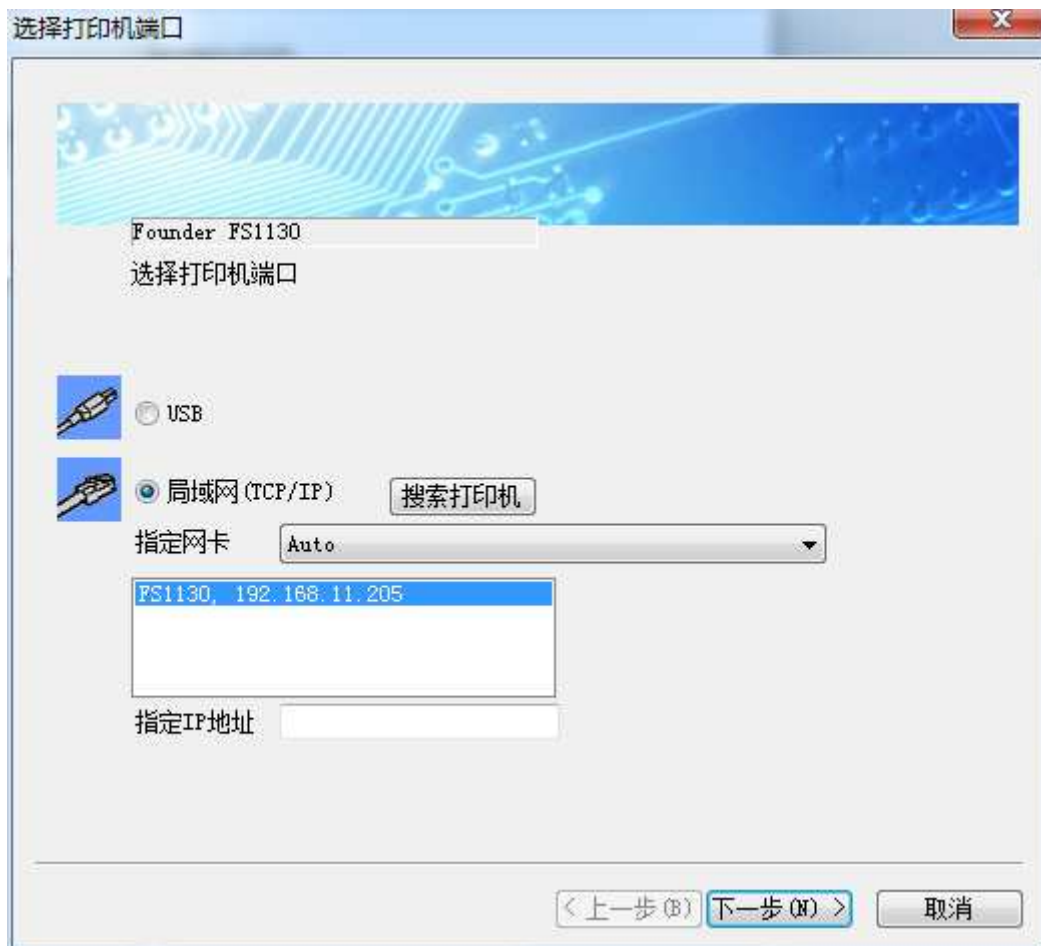 选择打印机端口
Founder FS1130
选择打印机端口
USB
局域网(TCP/IP) 搜索打印机
指定网卡 Auto
FS1130, 192.168.11.205
指定IP地址
< 上一步(B) 下一步(N) > 取消